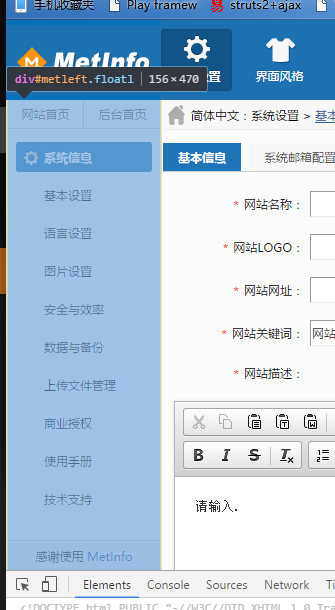 手机收藏夹 Play framew struts2+ajax
MetInfo
div#metleft.floatl 156×470
置 界面风格
网站首页 后台首页
简体中文：系统设置 >
系统信息
基本信息 系统邮箱配置
基本设置
* 网站名称：
语言设置
* 网站LOGO：
图片设置
* 网站网址：
安全与效率
* 网站关键词： 网站
数据与备份
* 网站描述：
上传文件管理
商业授权
使用手册
技术支持
B I S Tx
请输入.
感谢使用 MetInfo
Elements Console Sources Network Time
<!DOCTYPE html PUBLIC "-//W3C//DTD XHTML 1.0 Tra